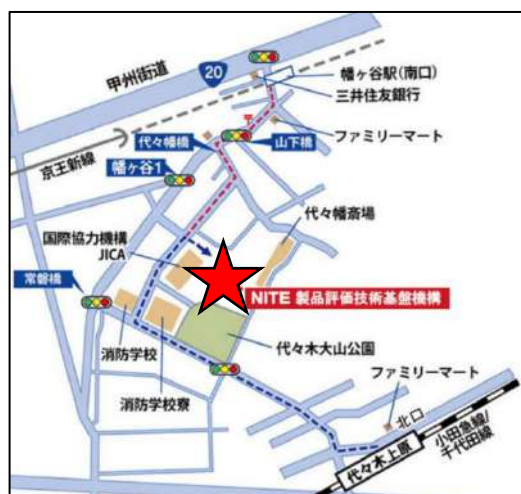 甲州街道
20
幡ヶ谷駅(南口)
三井住友銀行
〒
ファミリーマート
代々幡橋
山下橋
京王新線
幡ヶ谷1
代々幡斎場
国際協力機構
JICA
常磐橋
NITE 製品評価技術基盤機構
消防学校
代々木大山公園
消防学校寮
ファミリーマート
北口
小田急線/
千代田線
代々木上原